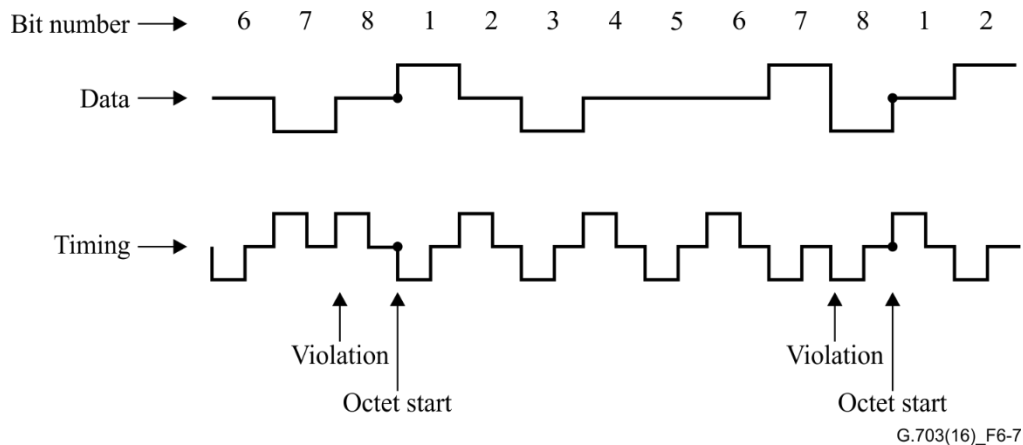 Bit number 6 7 8 1 2 3 4 5 6 7 8 1 2
Data
Timing
Violation Violation
Octet start Octet start
G.703(16)_F6-7